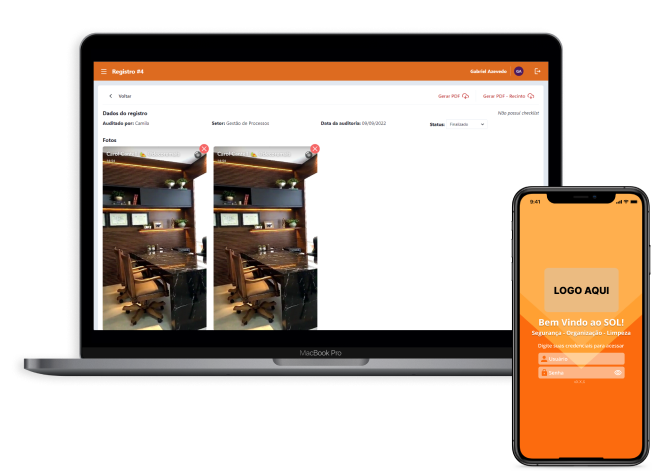 Registro #4
Gabriel Azevedo
GA
Voltar
Gerar PDF
Gerar PDF - Recinto
Dados do registro
Não possui checklist
Auditado por: Camila
Setor: Gestão de Processos
Data da auditoria: 09/09/2022
Status: Finalizado
Fotos
MacBook Pro
9:41
LOGO AQUI
Bem Vindo ao SOL!
Segurança - Organização - Limpeza
Digite suas credenciais para acessar
Usuário
Senha